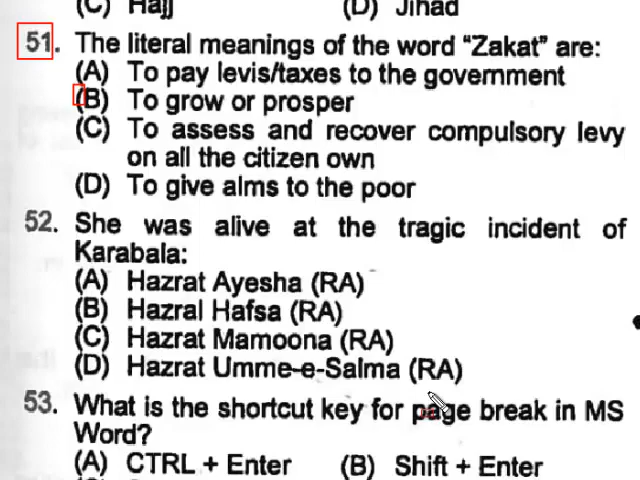 (C) Hajj (D) Jihad
51. The literal meanings of the word “Zakat” are:
(A) To pay levis/taxes to the government
(B) To grow or prosper
(C) To assess and recover compulsory levy
on all the citizen own
(D) To give alms to the poor
52. She was alive at the tragic incident of
Karabala:
(A) Hazrat Ayesha (RA)
(B) Hazral Hafsa (RA)
(C) Hazrat Mamoona (RA)
(D) Hazrat Umme-e-Salma (RA)
53. What is the shortcut key for page break in MS
Word?
(A) CTRL + Enter (B) Shift + Enter